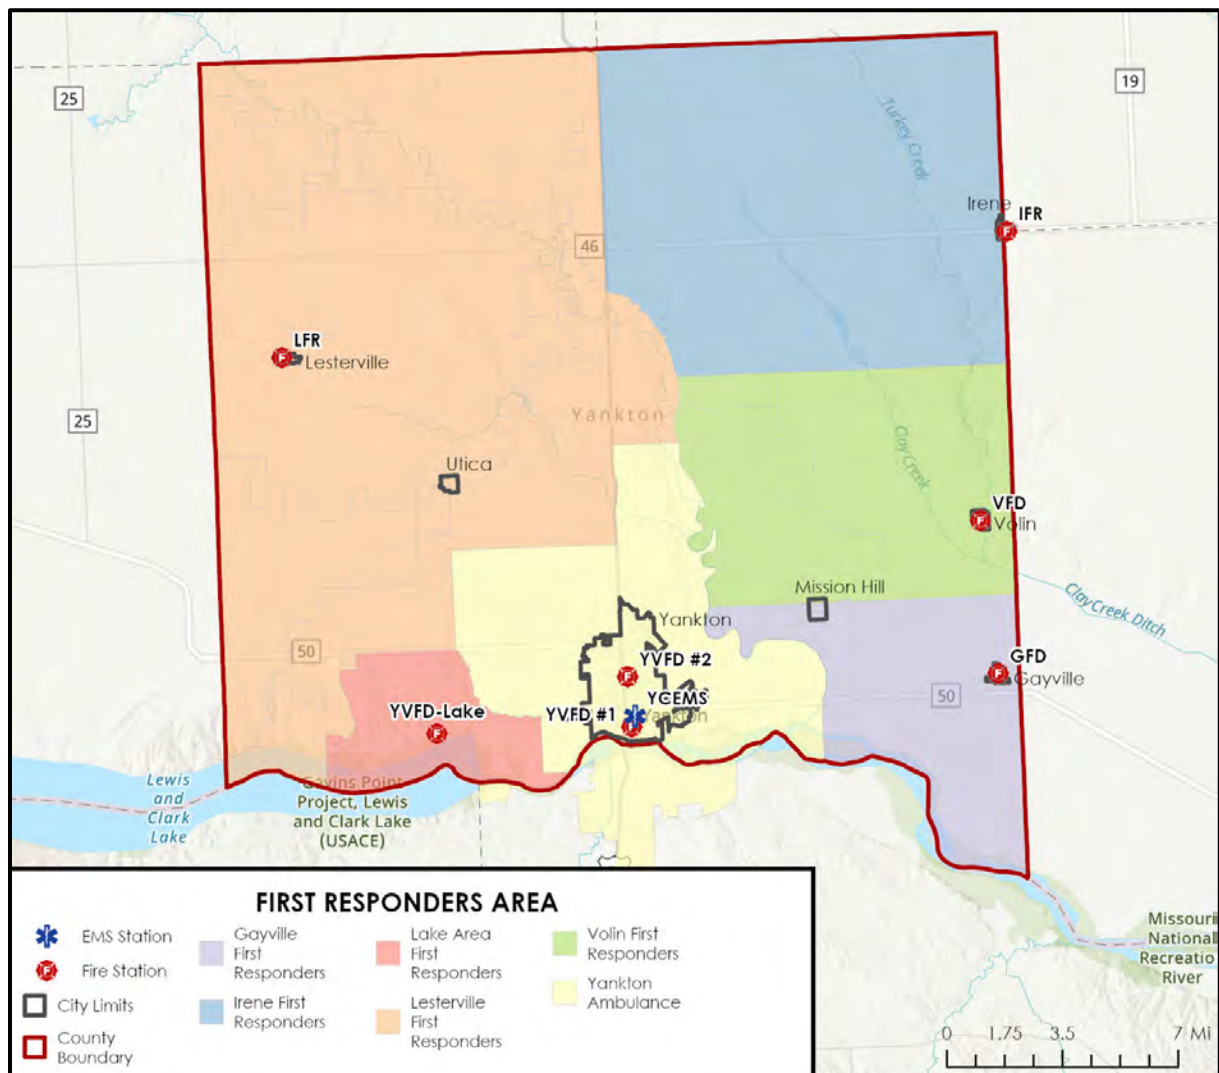 25
19
Turkey Creek
Irene
IFR
46
LFR
Lesterville
25
Yankton
Clay Creek
Utica
VFD
Volin
Mission Hill
Clay Creek Ditch
Yankton
50
YVFD #2
GFD
Gayville
YVFD-Lake
YVFD #1
YCEMS
Yankton
50
Lewis
and
Clark
Lake
Gavins Point
Project, Lewis
and Clark Lake
(USACE)
Missouri
National
Recreatio
River
FIRST RESPONDERS AREA
EMS Station
Fire Station
City Limits
County
Boundary
Gayville
First
Responders
Irene First
Responders
Lake Area
First
Responders
Lesterville
First
Responders
Volin First
Responders
Yankton
Ambulance
0 1.75 3.5 7 Mi